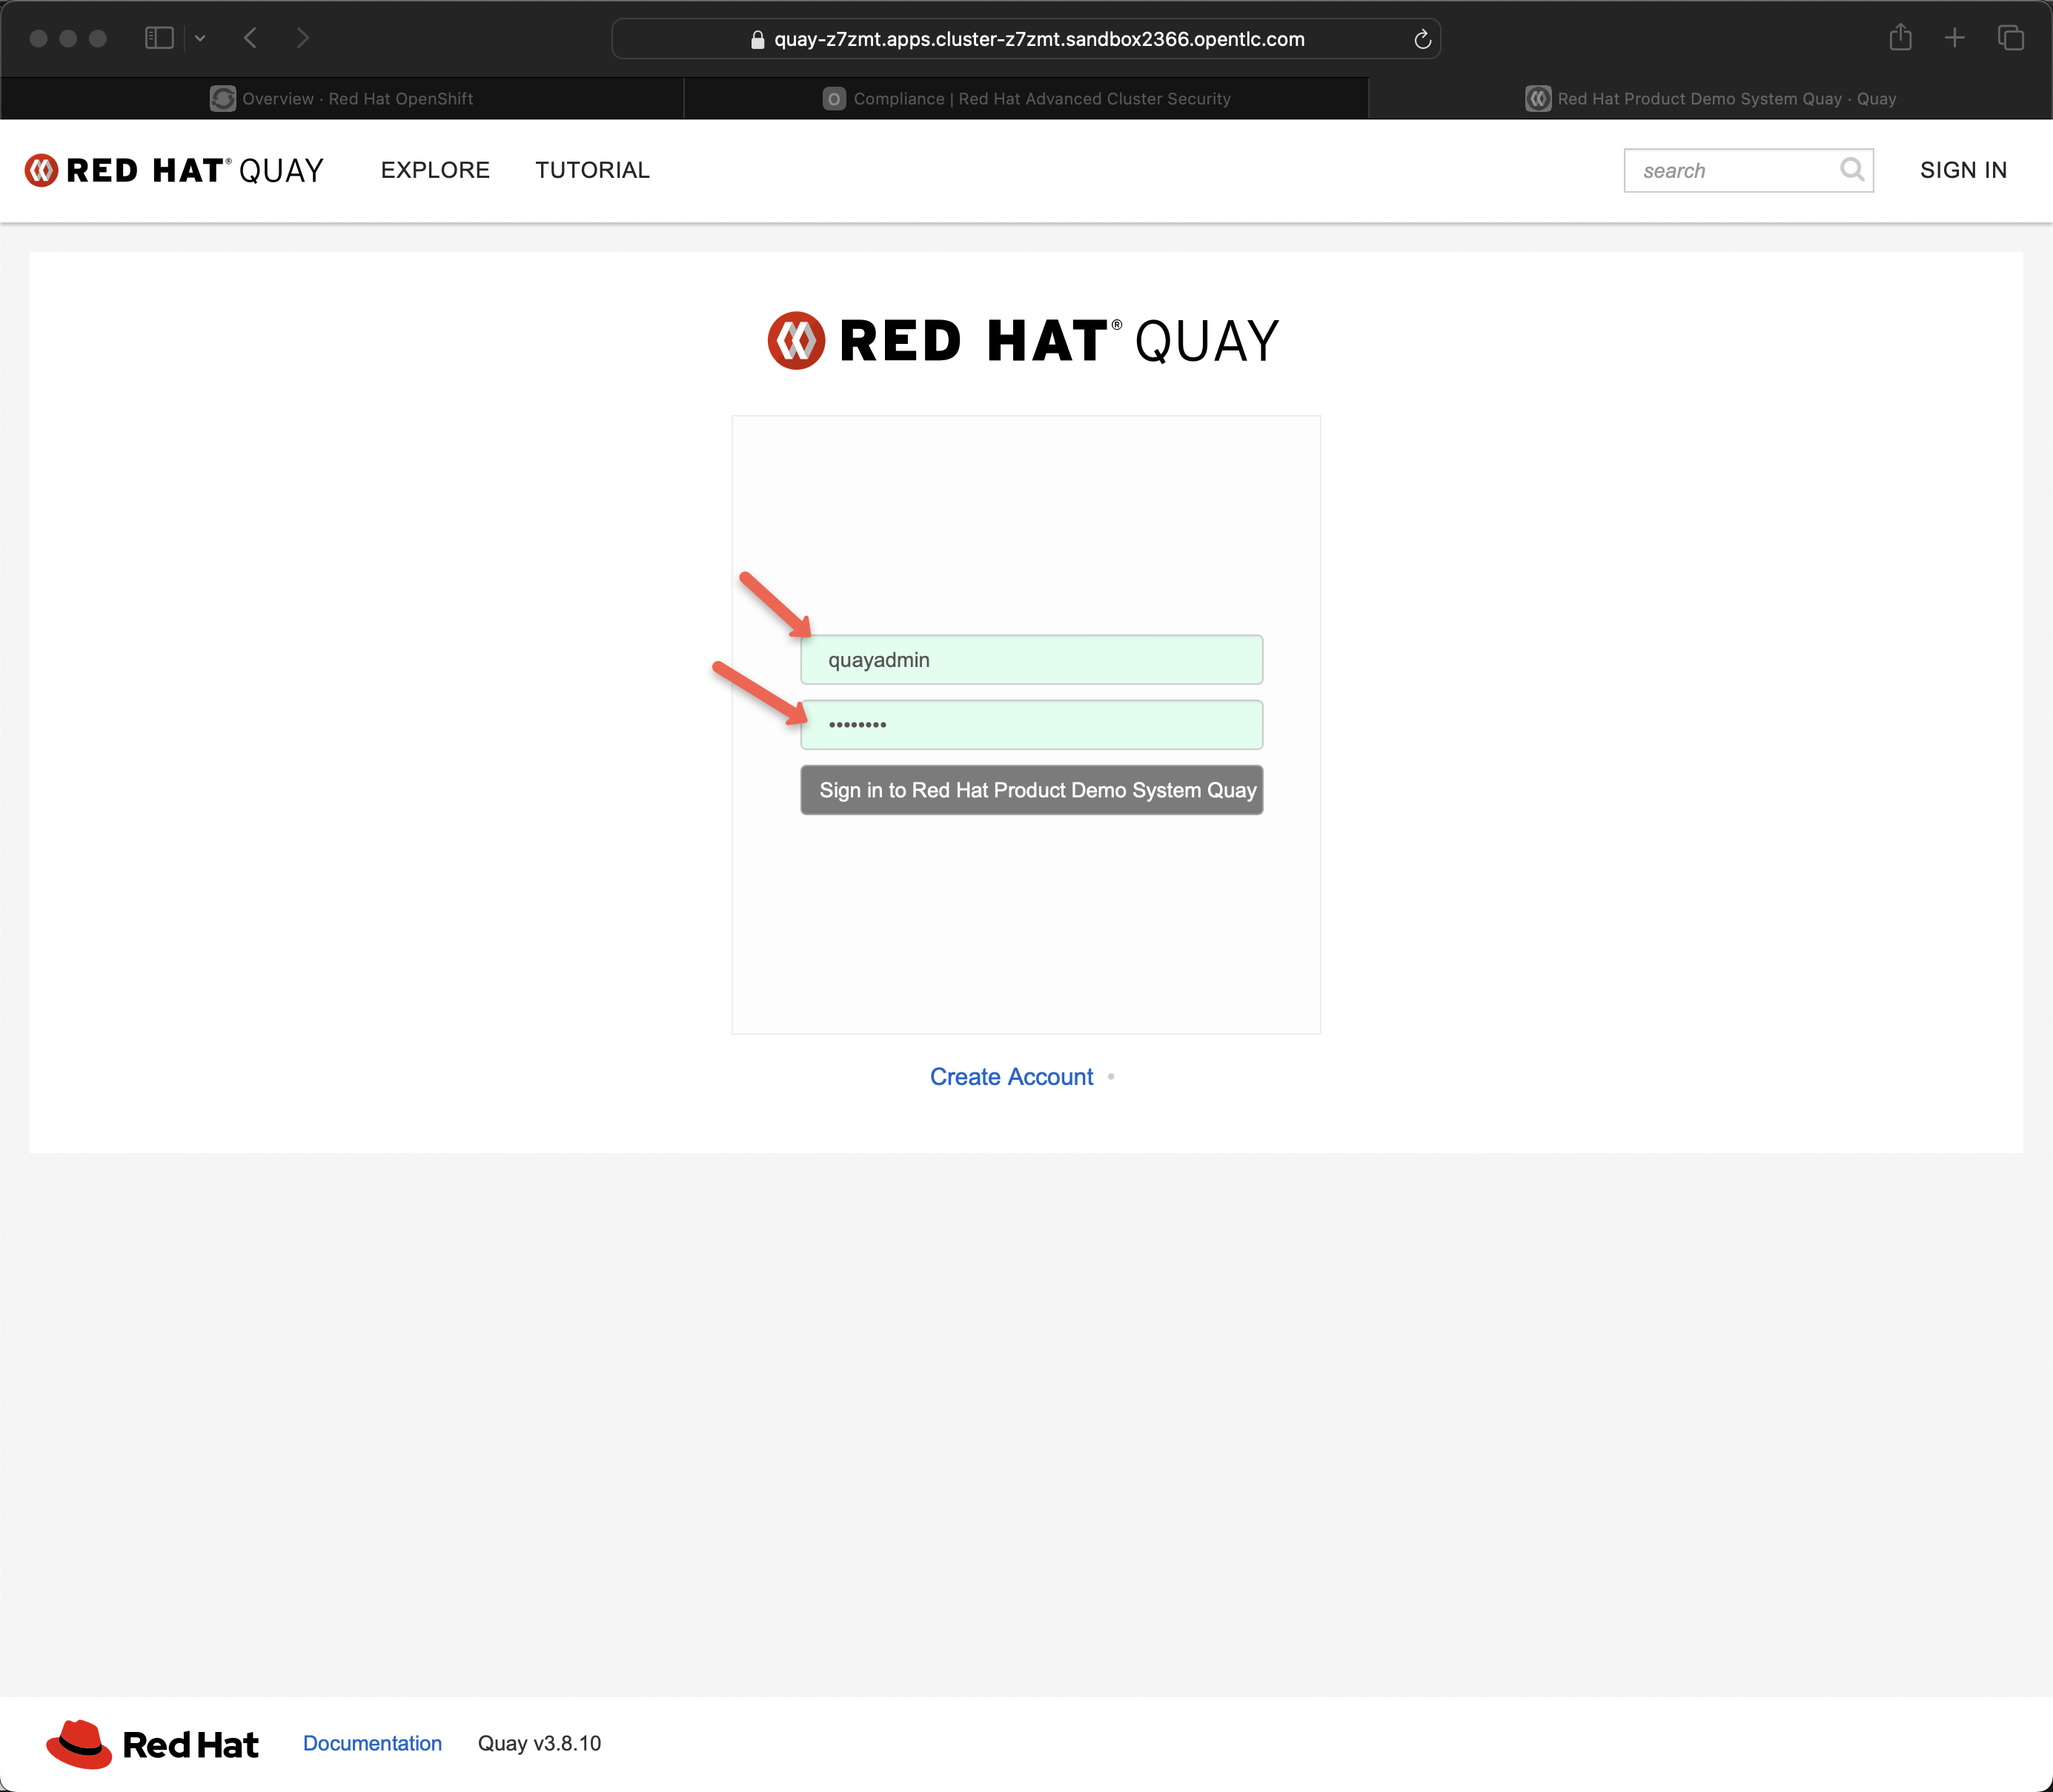 quay-z7zmt.apps.cluster-z7zmt.sandbox2366.opentlc.com
Overview · Red Hat OpenShift
O Compliance | Red Hat Advanced Cluster Security
Red Hat Product Demo System Quay · Quay
RED HAT® QUAY EXPLORE TUTORIAL search SIGN IN
RED HAT® QUAY
quayadmin
••••••••
Sign in to Red Hat Product Demo System Quay
Create Account •
Red Hat Documentation Quay v3.8.10